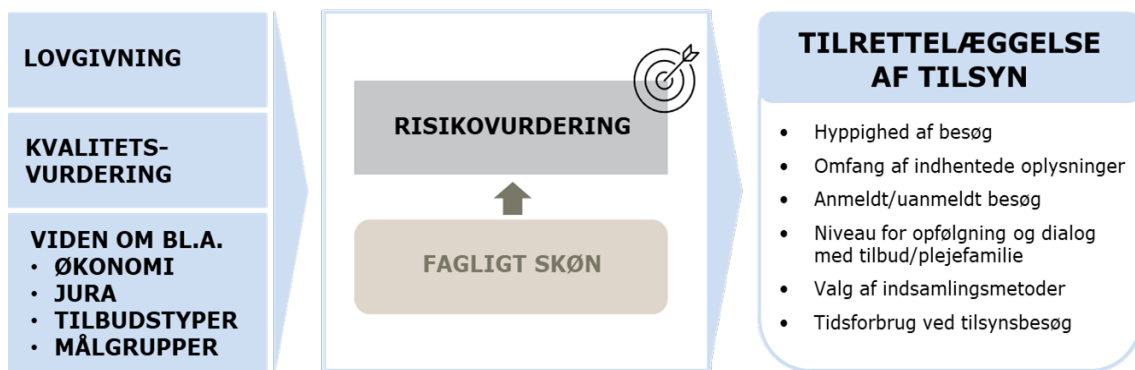 LOVGIVNING
KVALITETS-
VURDERING
VIDEN OM BL.A.
• ØKONOMI
• JURA
• TILBUDSTYPER
• MÅLGRUPPER
RISIKOVURDERING
FAGLIGT SKØN
TILRETTELÆGGELSE
AF TILSYN
• Hyppighed af besøg
• Omfang af indhentede oplysninger
• Anmeldt/uanmeldt besøg
• Niveau for opfølgning og dialog
med tilbud/plejefamilie
• Valg af indsamlingsmetoder
• Tidsforbrug ved tilsynsbesøg